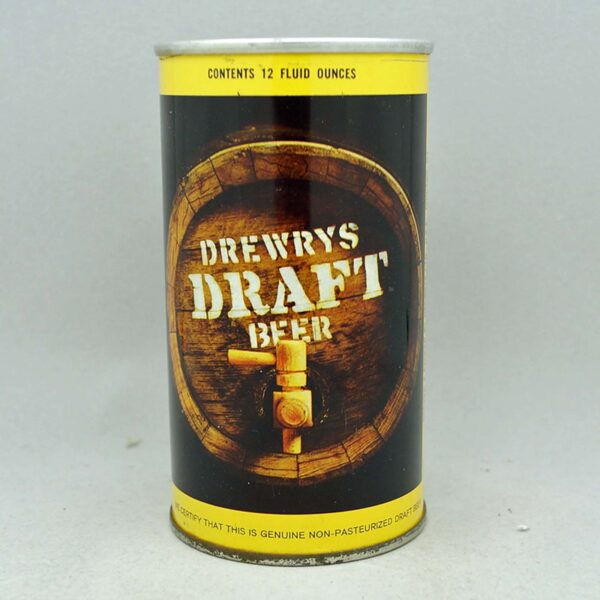 CONTENTS 12 FLUID OUNCES
DREWRYS
DRAFT
BEER
CERTIFY THAT THIS IS GENUINE NON-PASTEURIZED DRAFT